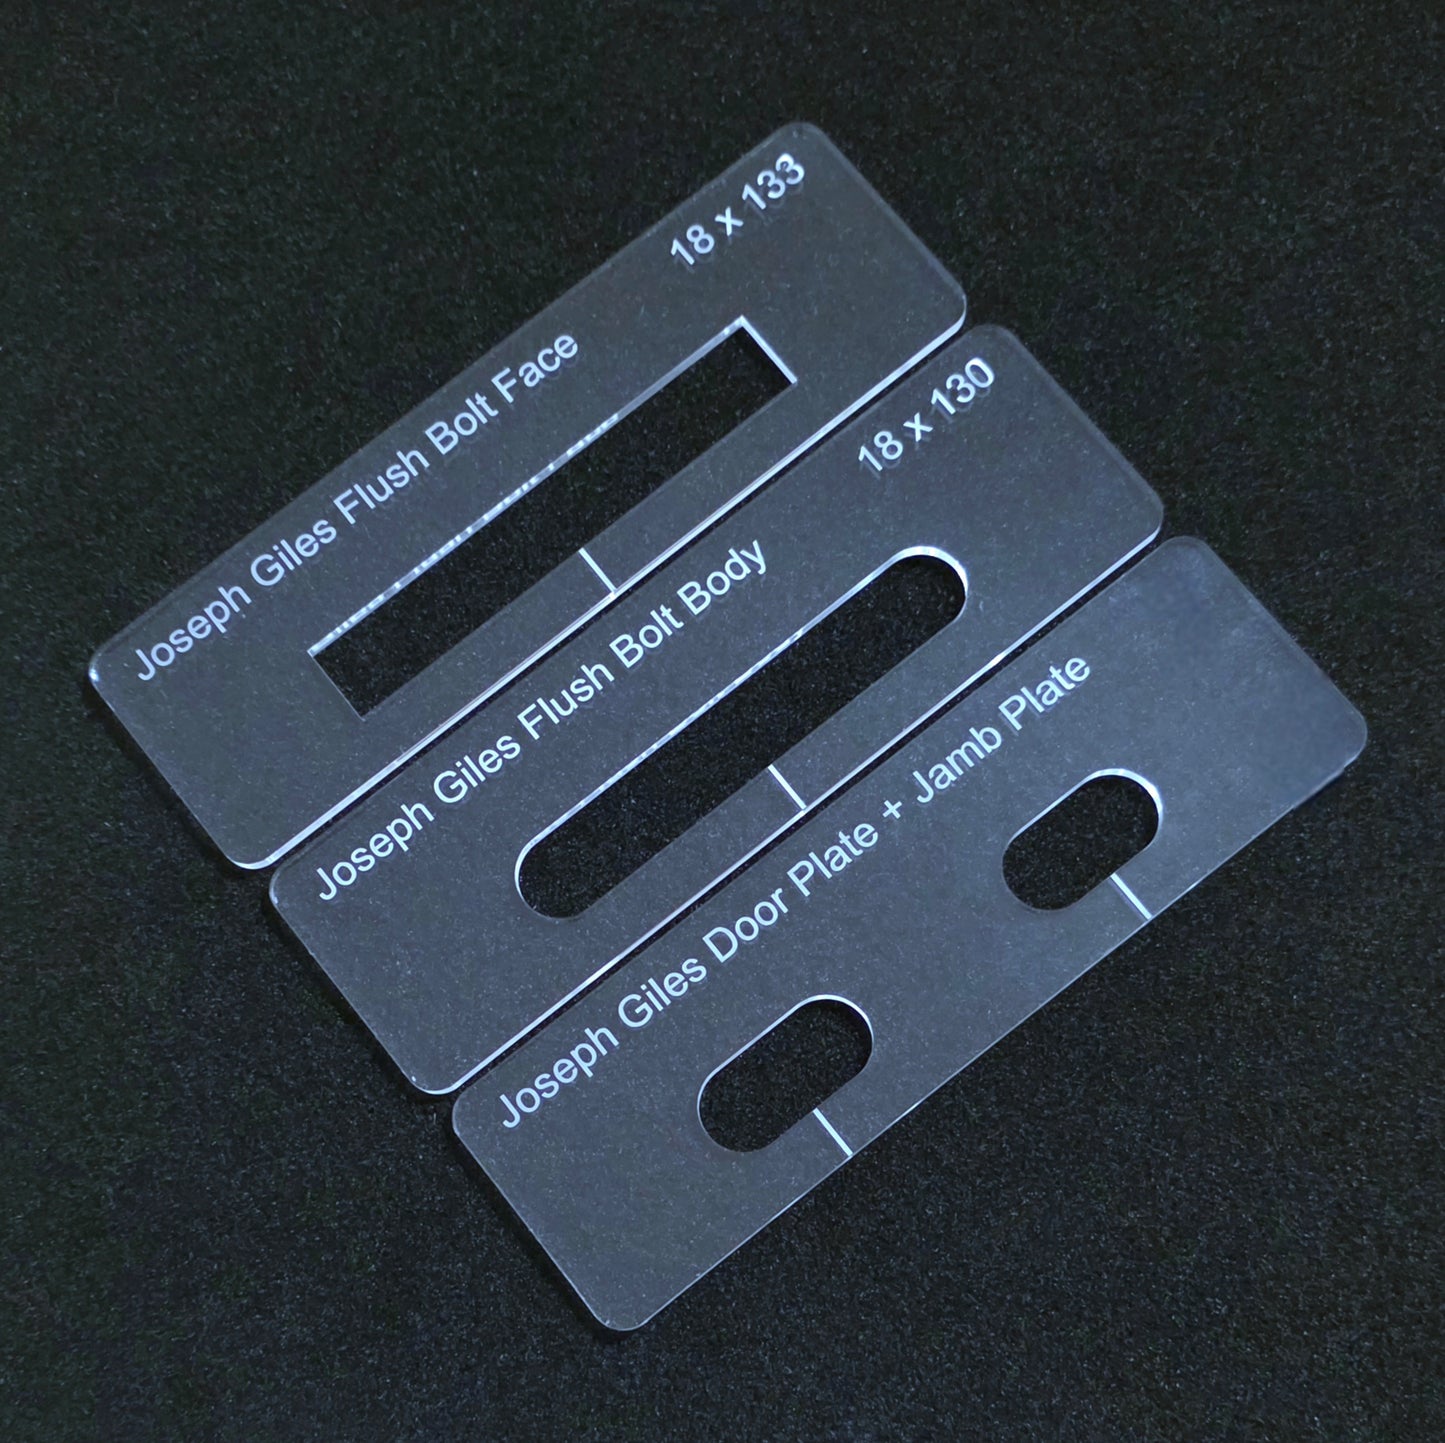 Joseph Giles Flush Bolt Face
18 x 133
Joseph Giles Flush Bolt Body
18 x 130
Joseph Giles Door Plate + Jamb Plate